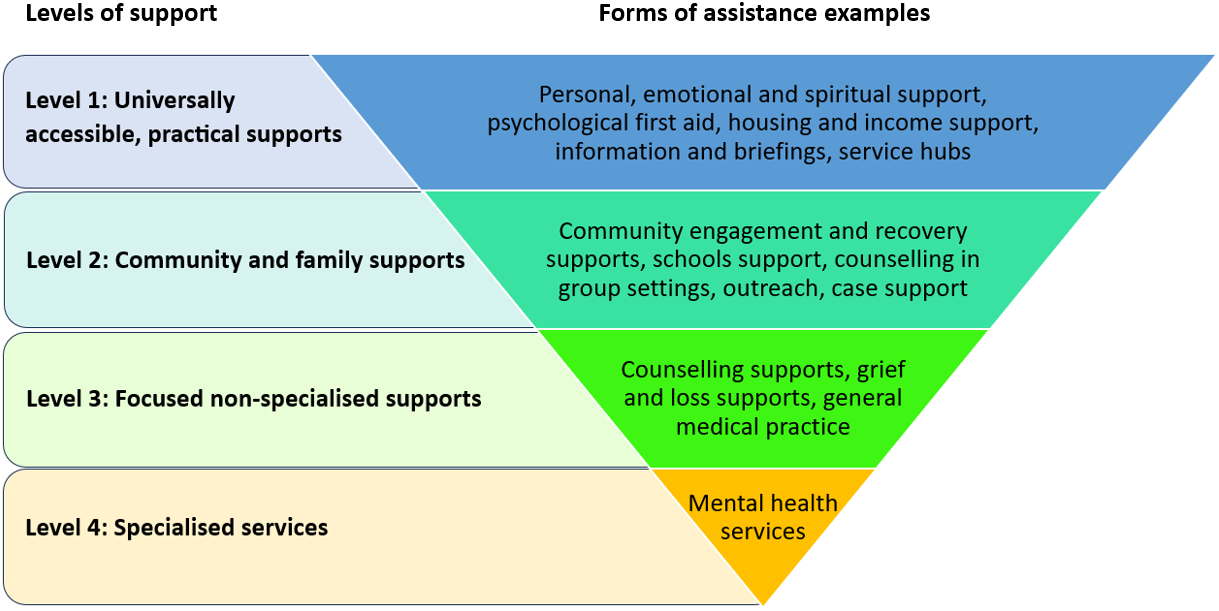 Levels of support
Forms of assistance examples
Level 1: Universally
accessible, practical supports
Personal, emotional and spiritual support,
psychological first aid, housing and income support,
information and briefings, service hubs
Level 2: Community and family supports
Community engagement and recovery
supports, schools support, counselling in
group settings, outreach, case support
Level 3: Focused non-specialised supports
Counselling supports, grief
and loss supports, general
medical practice
Level 4: Specialised services
Mental health
services